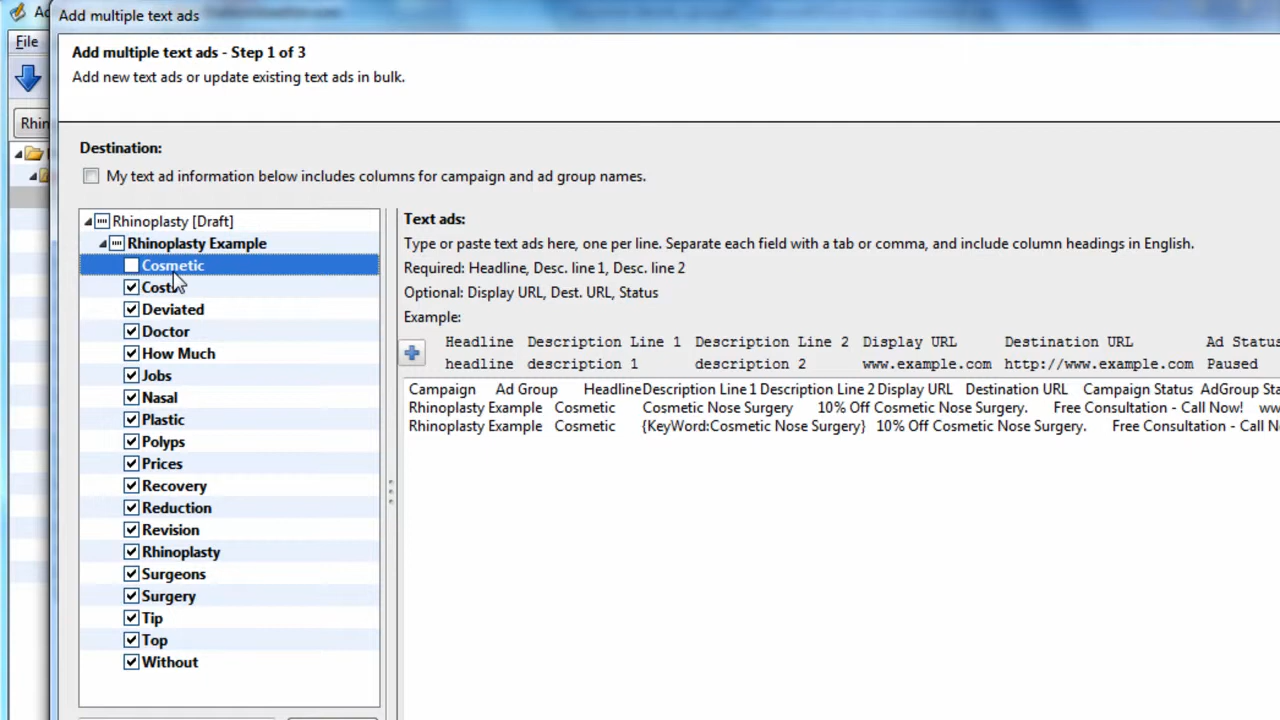 Add multiple text ads
File
Add multiple text ads - Step 1 of 3
Add new text ads or update existing text ads in bulk.
Rhin
Destination:
My text ad information below includes columns for campaign and ad group names.
Rhinoplasty [Draft]
Rhinoplasty Example
Cosmetic
Cost
Deviated
Doctor
How Much
Jobs
Nasal
Plastic
Polyps
Prices
Recovery
Reduction
Revision
Rhinoplasty
Surgeons
Surgery
Tip
Top
Without
Text ads:
Type or paste text ads here, one per line. Separate each field with a tab or comma, and include column headings in English.
Required: Headline, Desc. line 1, Desc. line 2
Optional: Display URL, Dest. URL, Status
Example:
Headline Description Line 1 Description Line 2 Display URL Destination URL Ad Status
headline description 1 description 2 www.example.com http://www.example.com Paused
Campaign Ad Group Headline Description Line 1 Description Line 2 Display URL Destination URL Campaign Status AdGroup Sta
Rhinoplasty Example Cosmetic Cosmetic Nose Surgery 10% Off Cosmetic Nose Surgery. Free Consultation - Call Now! ww
Rhinoplasty Example Cosmetic {KeyWord:Cosmetic Nose Surgery} 10% Off Cosmetic Nose Surgery. Free Consultation - Call N